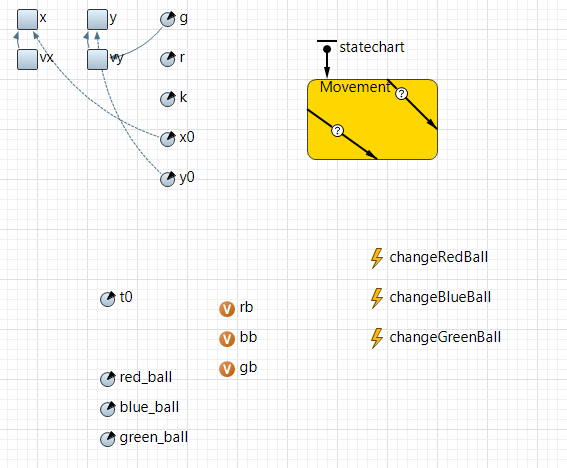 x
y
g
vx
vy
r
statechart
Movement
?
?
k
x0
y0
changeRedBall
t0
changeBlueBall
V rb
V bb
changeGreenBall
V gb
red_ball
blue_ball
green_ball